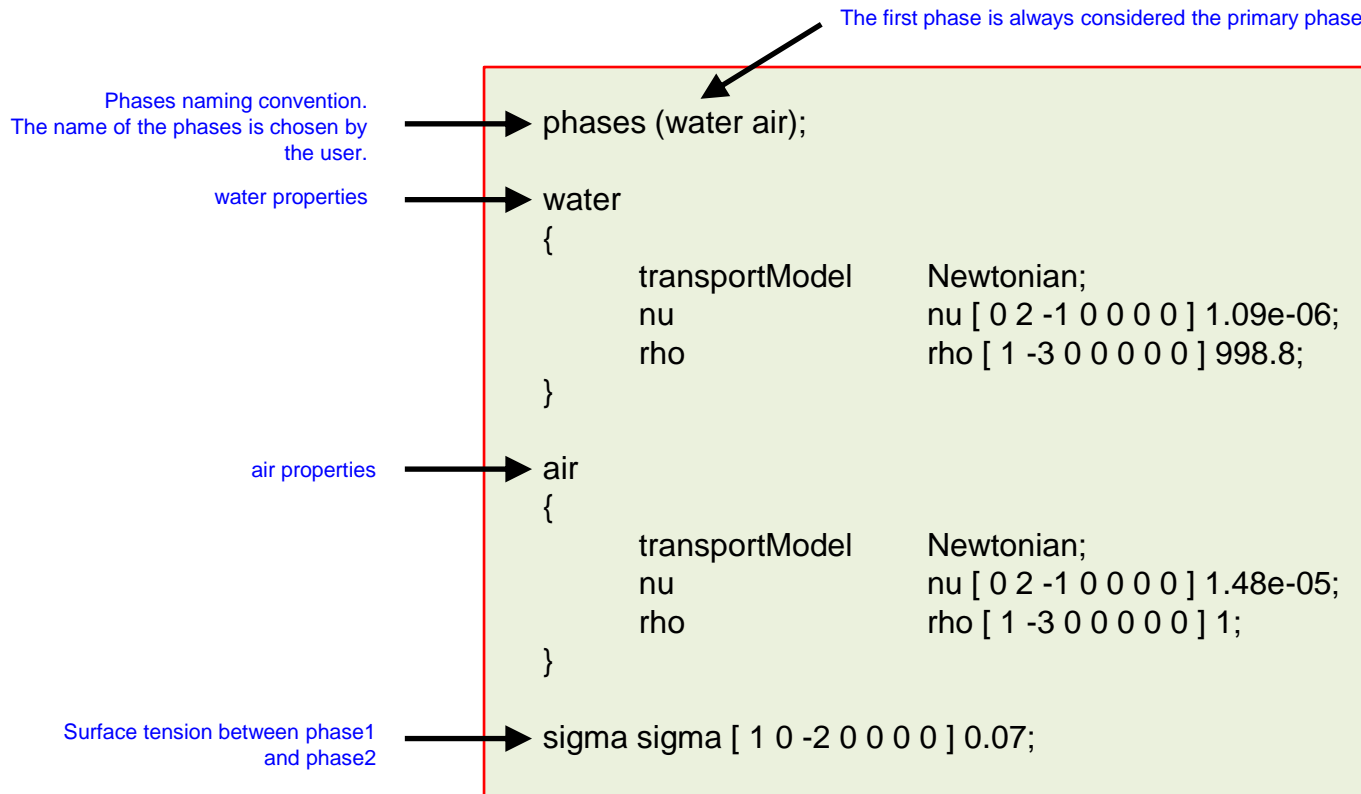 The first phase is always considered the primary phase
Phases naming convention.
The name of the phases is chosen by
the user.
phases (water air);
water properties
water
{
transportModel Newtonian;
nu nu [ 0 2 -1 0 0 0 0 ] 1.09e-06;
rho rho [ 1 -3 0 0 0 0 0 ] 998.8;
}
air properties
air
{
transportModel Newtonian;
nu nu [ 0 2 -1 0 0 0 0 ] 1.48e-05;
rho rho [ 1 -3 0 0 0 0 0 ] 1;
}
Surface tension between phase1
and phase2
sigma sigma [ 1 0 -2 0 0 0 0 ] 0.07;